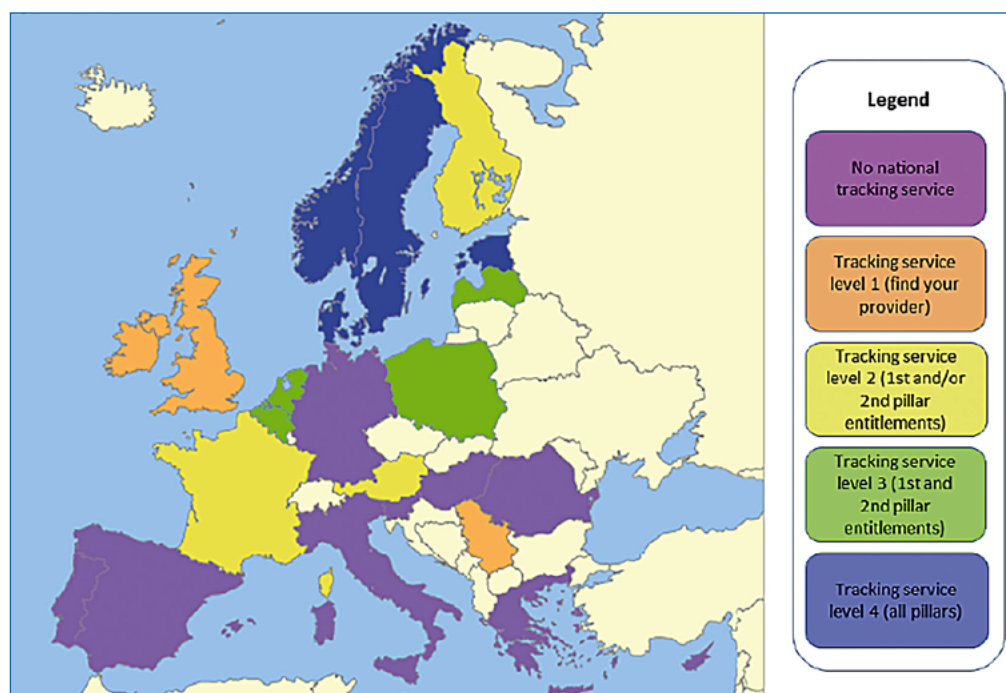 Legend
No national
tracking service
Tracking service
level 1 (find your
provider)
Tracking service
level 2 (1st and/or
2nd pillar
entitlements)
Tracking service
level 3 (1st and
2nd pillar
entitlements)
Tracking service
level 4 (all pillars)